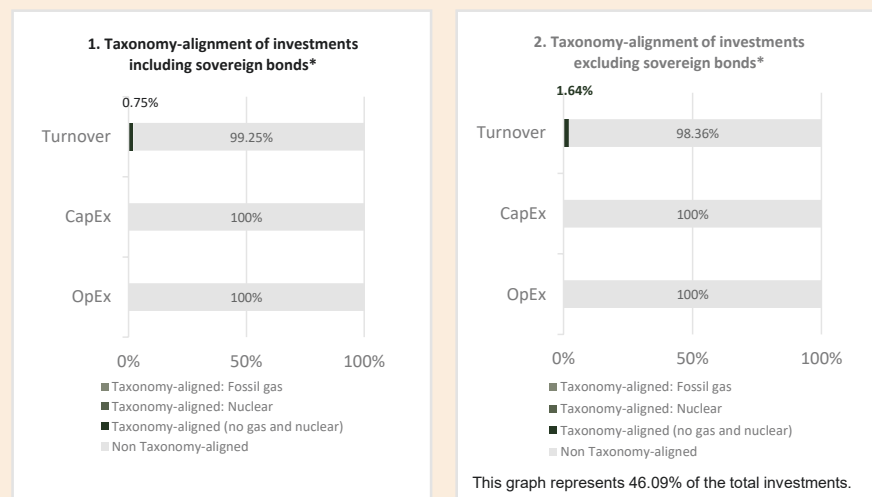 1. Taxonomy-alignment of investments
including sovereign bonds*
0.75%
Turnover
99.25%
CapEx
100%
OpEx
100%
0%
50%
100%
Taxonomy-aligned: Fossil gas
Taxonomy-aligned: Nuclear
Taxonomy-aligned (no gas and nuclear)
Non Taxonomy-aligned
2. Taxonomy-alignment of investments
excluding sovereign bonds*
1.64%
Turnover
98.36%
CapEx
100%
OpEx
100%
0%
50%
100%
Taxonomy-aligned: Fossil gas
Taxonomy-aligned: Nuclear
Taxonomy-aligned (no gas and nuclear)
Non Taxonomy-aligned
This graph represents 46.09% of the total investments.